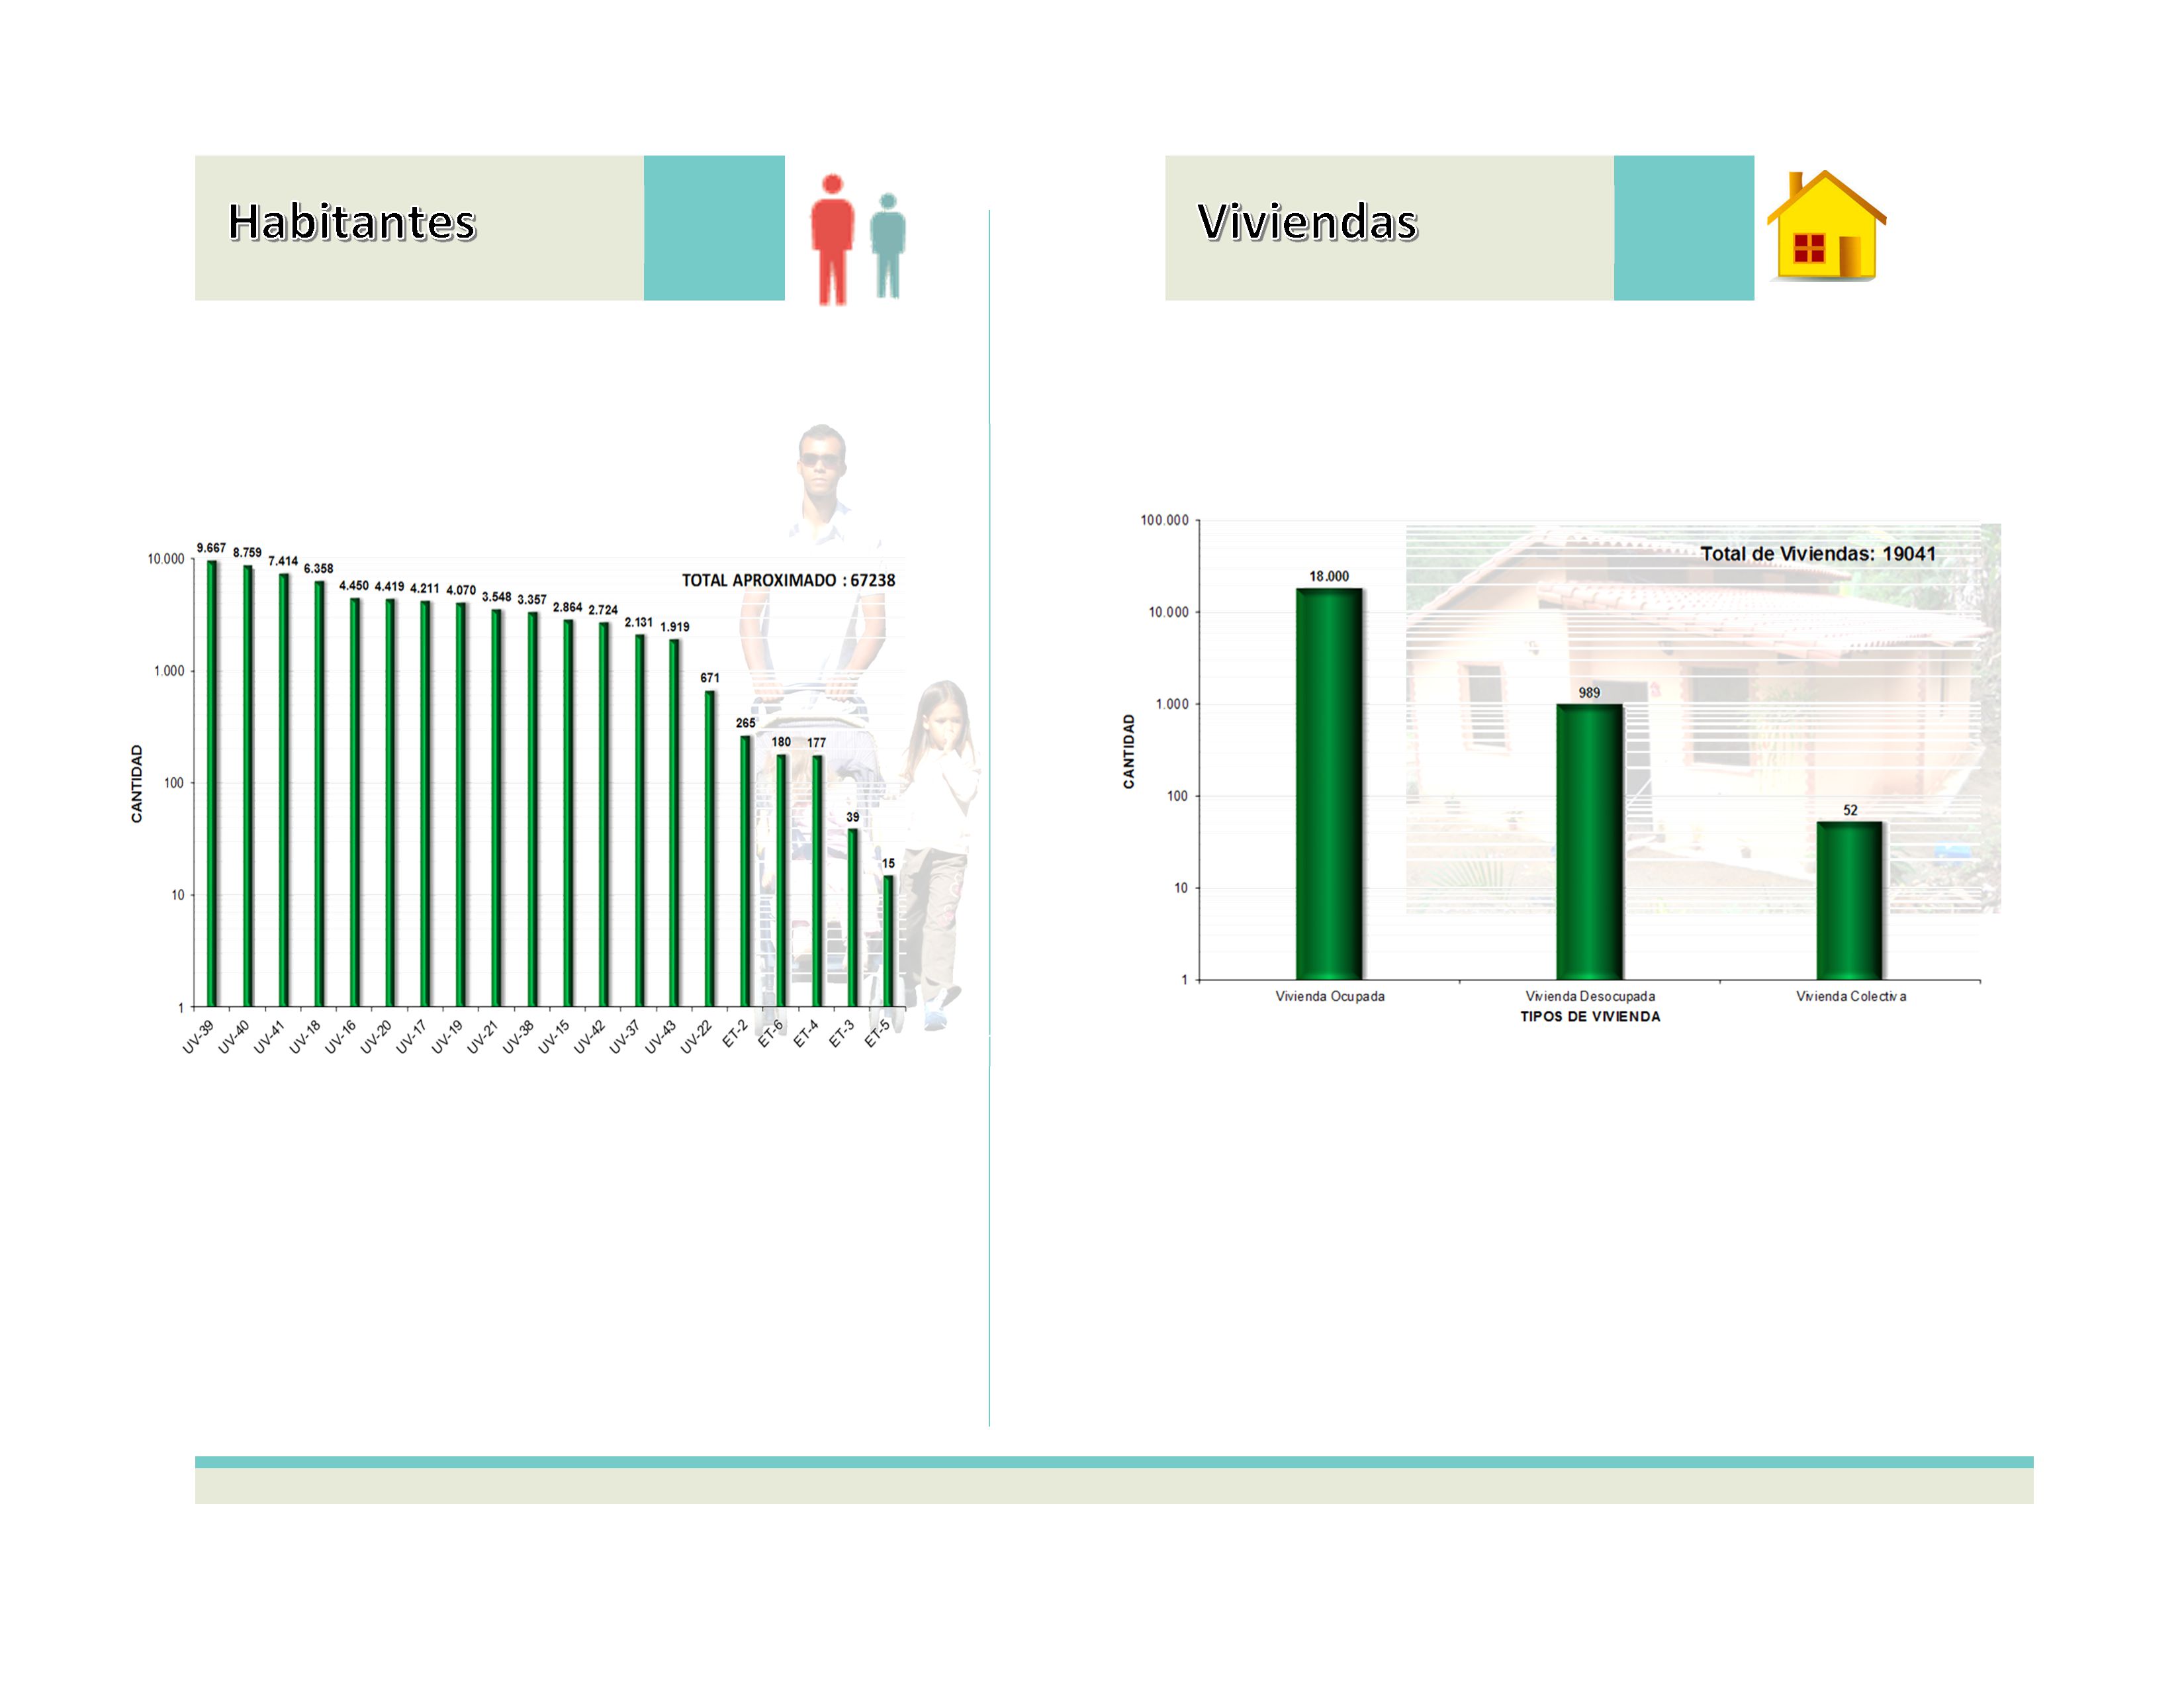 Habitantes
TOTAL APROXIMADO : 67238
CANTIDAD
10.000
1.000
100
10
1
9.667 8.759 7.414 6.358 4.450 4.419 4.211 4.070 3.548 3.357 2.864 2.724 2.131 1.919 671 265 180 177 39 15
UV-39 UV-40 UV-41 UV-18 UV-16 UV-20 UV-17 UV-19 UV-21 UV-38 UV-15 UV-42 UV-37 UV-43 UV-22 ET-2 ET-6 ET-4 ET-3 ET-5
Viviendas
Total de Viviendas: 19041
CANTIDAD
100.000
10.000
1.000
100
10
1
18.000 989 52
Vivienda Ocupada Vivienda Desocupada Vivienda Colectiva
TIPOS DE VIVIENDA